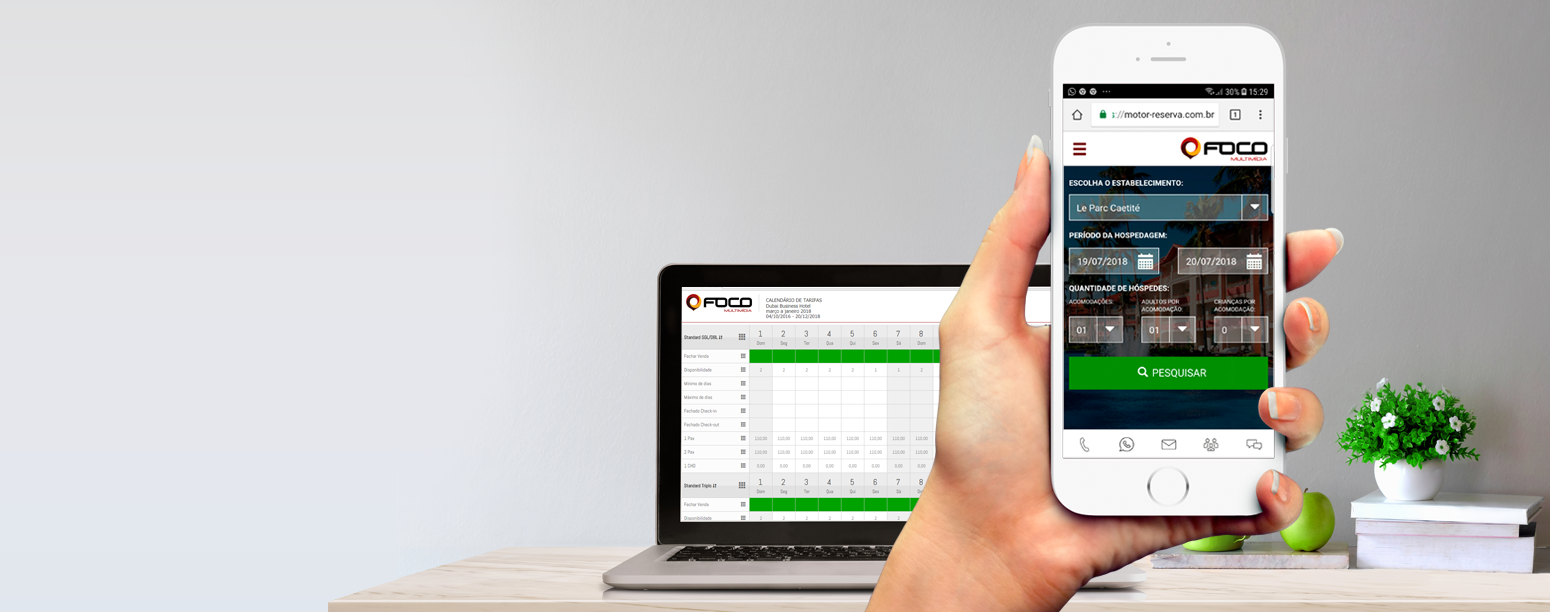 30% 15:29
://motor-reserva.com.br
1
FOCO
MULTIMÍDIA
ESCOLHA O ESTABELECIMENTO:
Le Parc Caetité
PERÍODO DA HOSPEDAGEM:
19/07/2018 20/07/2018
QUANTIDADE DE HÓSPEDES:
ACOMODAÇÕES: ADULTOS POR ACOMODAÇÃO: CRIANÇAS POR ACOMODAÇÃO:
01 01 0
PESQUISAR
FOCO
MULTIMÍDIA
CALENDÁRIO DE TARIFAS
Dubai Business Hotel
março a janeiro 2018
04/10/2016 - 20/12/2018
Standard SGL/DBL 1 2 3 4 5 6 7 8
Dom Seg Ter Qua Qui Sex Sá Dom
Fechar Venda
Disponibilidade 2 2 2 2 2 1 1 2
Mínimo de dias
Máximo de dias
Fechado Check-in
Fechado Check-out
1 Pax 110,00 110,00 110,00 110,00 110,00 110,00 110,00 110,00
2 Pax 110,00 110,00 110,00 110,00 110,00 110,00 110,00 110,00
1 CHD 0,00 0,00 0,00 0,00 0,00 0,00 0,00 0,00
Standard Triplo 1 2 3 4 5 6 7 8
Dom Seg Ter Qua Qui Sex Sá Dom
Fechar Venda
Disponibilidade